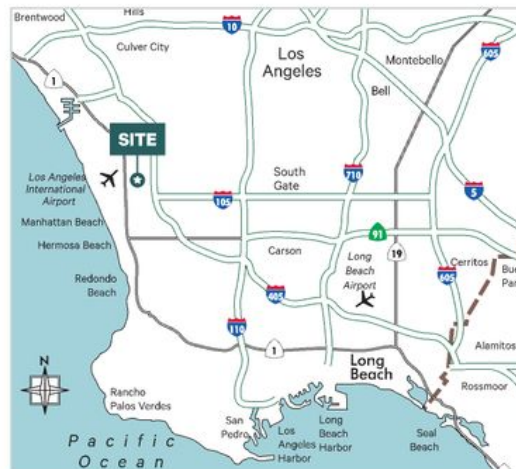 Brentwood
Hills
10
Culver City
Los
Angeles
Montebello
605
1
Bell
SITE
Los Angeles
International
Airport
South
Gate
710
105
5
Manhattan Beach
Hermosa Beach
91
Carson
Long
Beach
Airport
19
Cerritos
Redondo
Beach
405
605
110
1
Long
Beach
Alamitos
Rossmoor
N
Rancho
Palos Verdes
San
Pedro
Los
Angeles
Harbor
Long
Beach
Harbor
Seal
Beach
Pacific
Ocean